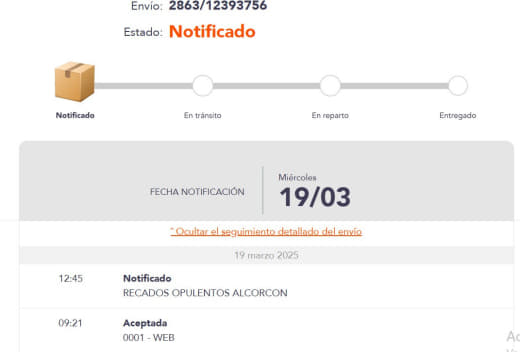 Envío: 2863/12393756
Estado: Notificado
Notificado En tránsito En reparto Entregado
FECHA NOTIFICACIÓN
Miércoles
19/03
ˆ Ocultar el seguimiento detallado del envío
19 marzo 2025
12:45 Notificado
RECADOS OPULENTOS ALCORCON
09:21 Aceptada
0001 - WEB